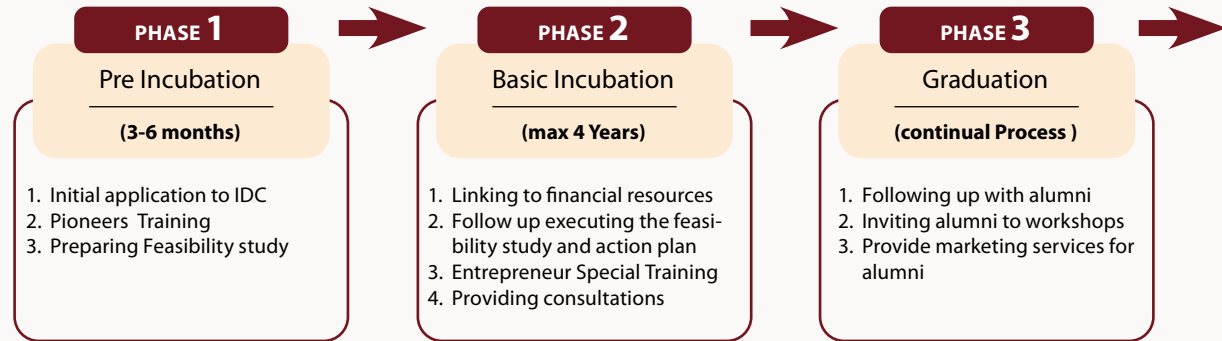 PHASE 1
Pre Incubation
(3-6 months)
1. Initial application to IDC
2. Pioneers Training
3. Preparing Feasibility study
PHASE 2
Basic Incubation
(max 4 Years)
1. Linking to financial resources
2. Follow up executing the feasi-
bility study and action plan
3. Entrepreneur Special Training
4. Providing consultations
PHASE 3
Graduation
(continual Process )
1. Following up with alumni
2. Inviting alumni to workshops
3. Provide marketing services for
alumni